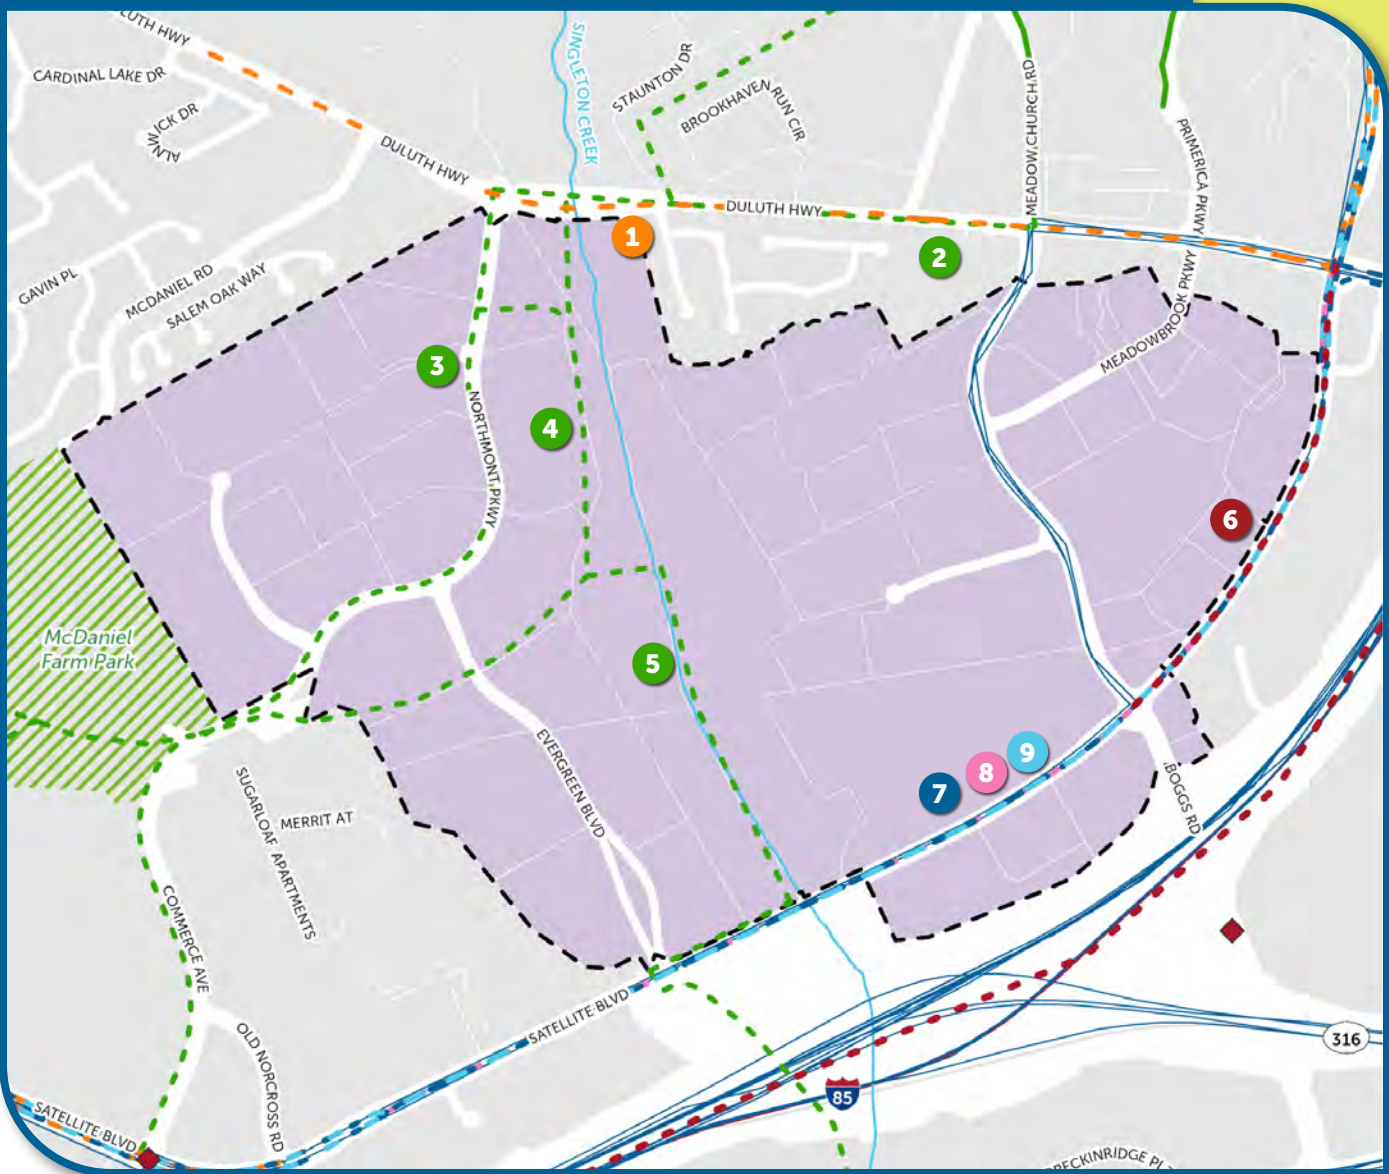 LUTH HWY
CARDINAL LAKE DR
ALNWICK DR
SINGLETON CREEK
STAUNTON DR
BROOKHAVEN RUN CIR
MEADOW CHURCH RD
PRIMERICA PKWY
DULUTH HWY
DULUTH HWY
1
2
GAVIN PL
MCDANIEL RD
SALEM OAK WAY
MEADOWBROOK PKWY
3
NORTHMONT PKWY
4
6
McDaniel
Farm Park
5
EVERGREEN BLVD
9
8
7
BOGGS RD
SUGARLOAF APARTMENTS
MERRIT AT
COMMERCE AVE
SATELLITE BLVD
OLD NORCROSS RD
316
85
SATELLITE BLVD